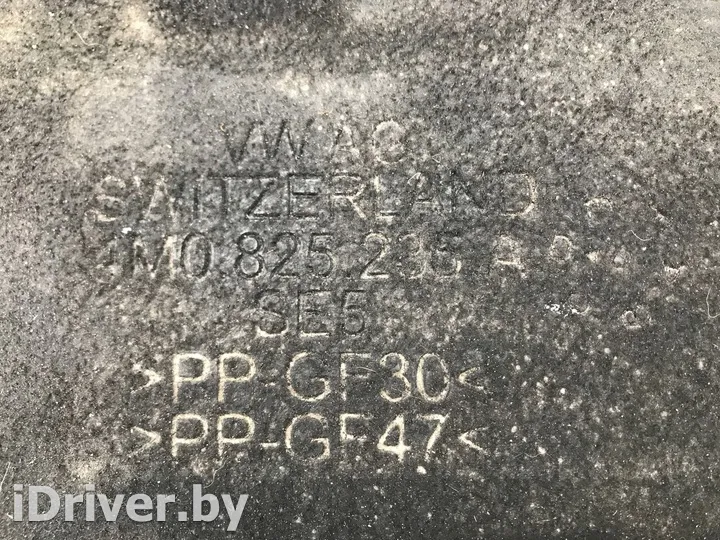 VW AG
SWITZERLAND
4M0.825.235 A
SE5
>PP-GF30<
>PP-GF47<
iDriver.by